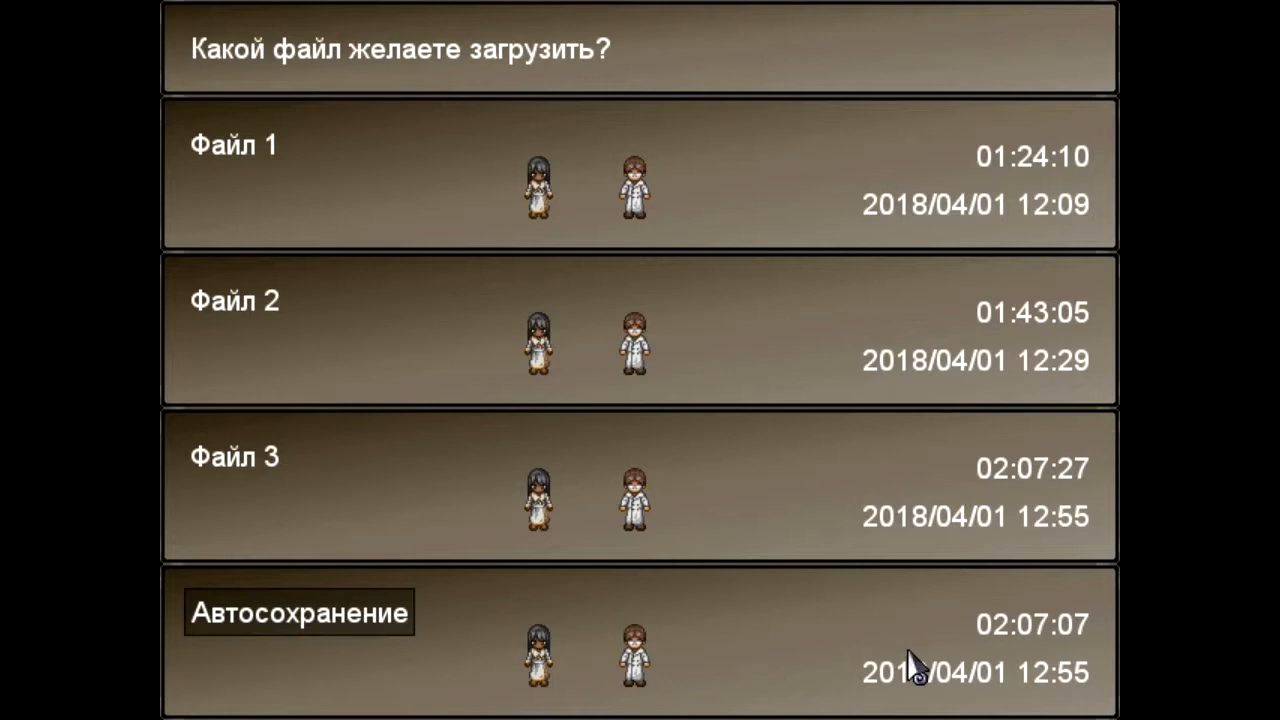 Какой файл желаете загрузить?
Файл 1
01:24:10
2018/04/01 12:09
Файл 2
01:43:05
2018/04/01 12:29
Файл 3
02:07:27
2018/04/01 12:55
Автосохранение
02:07:07
/04/01 12:55